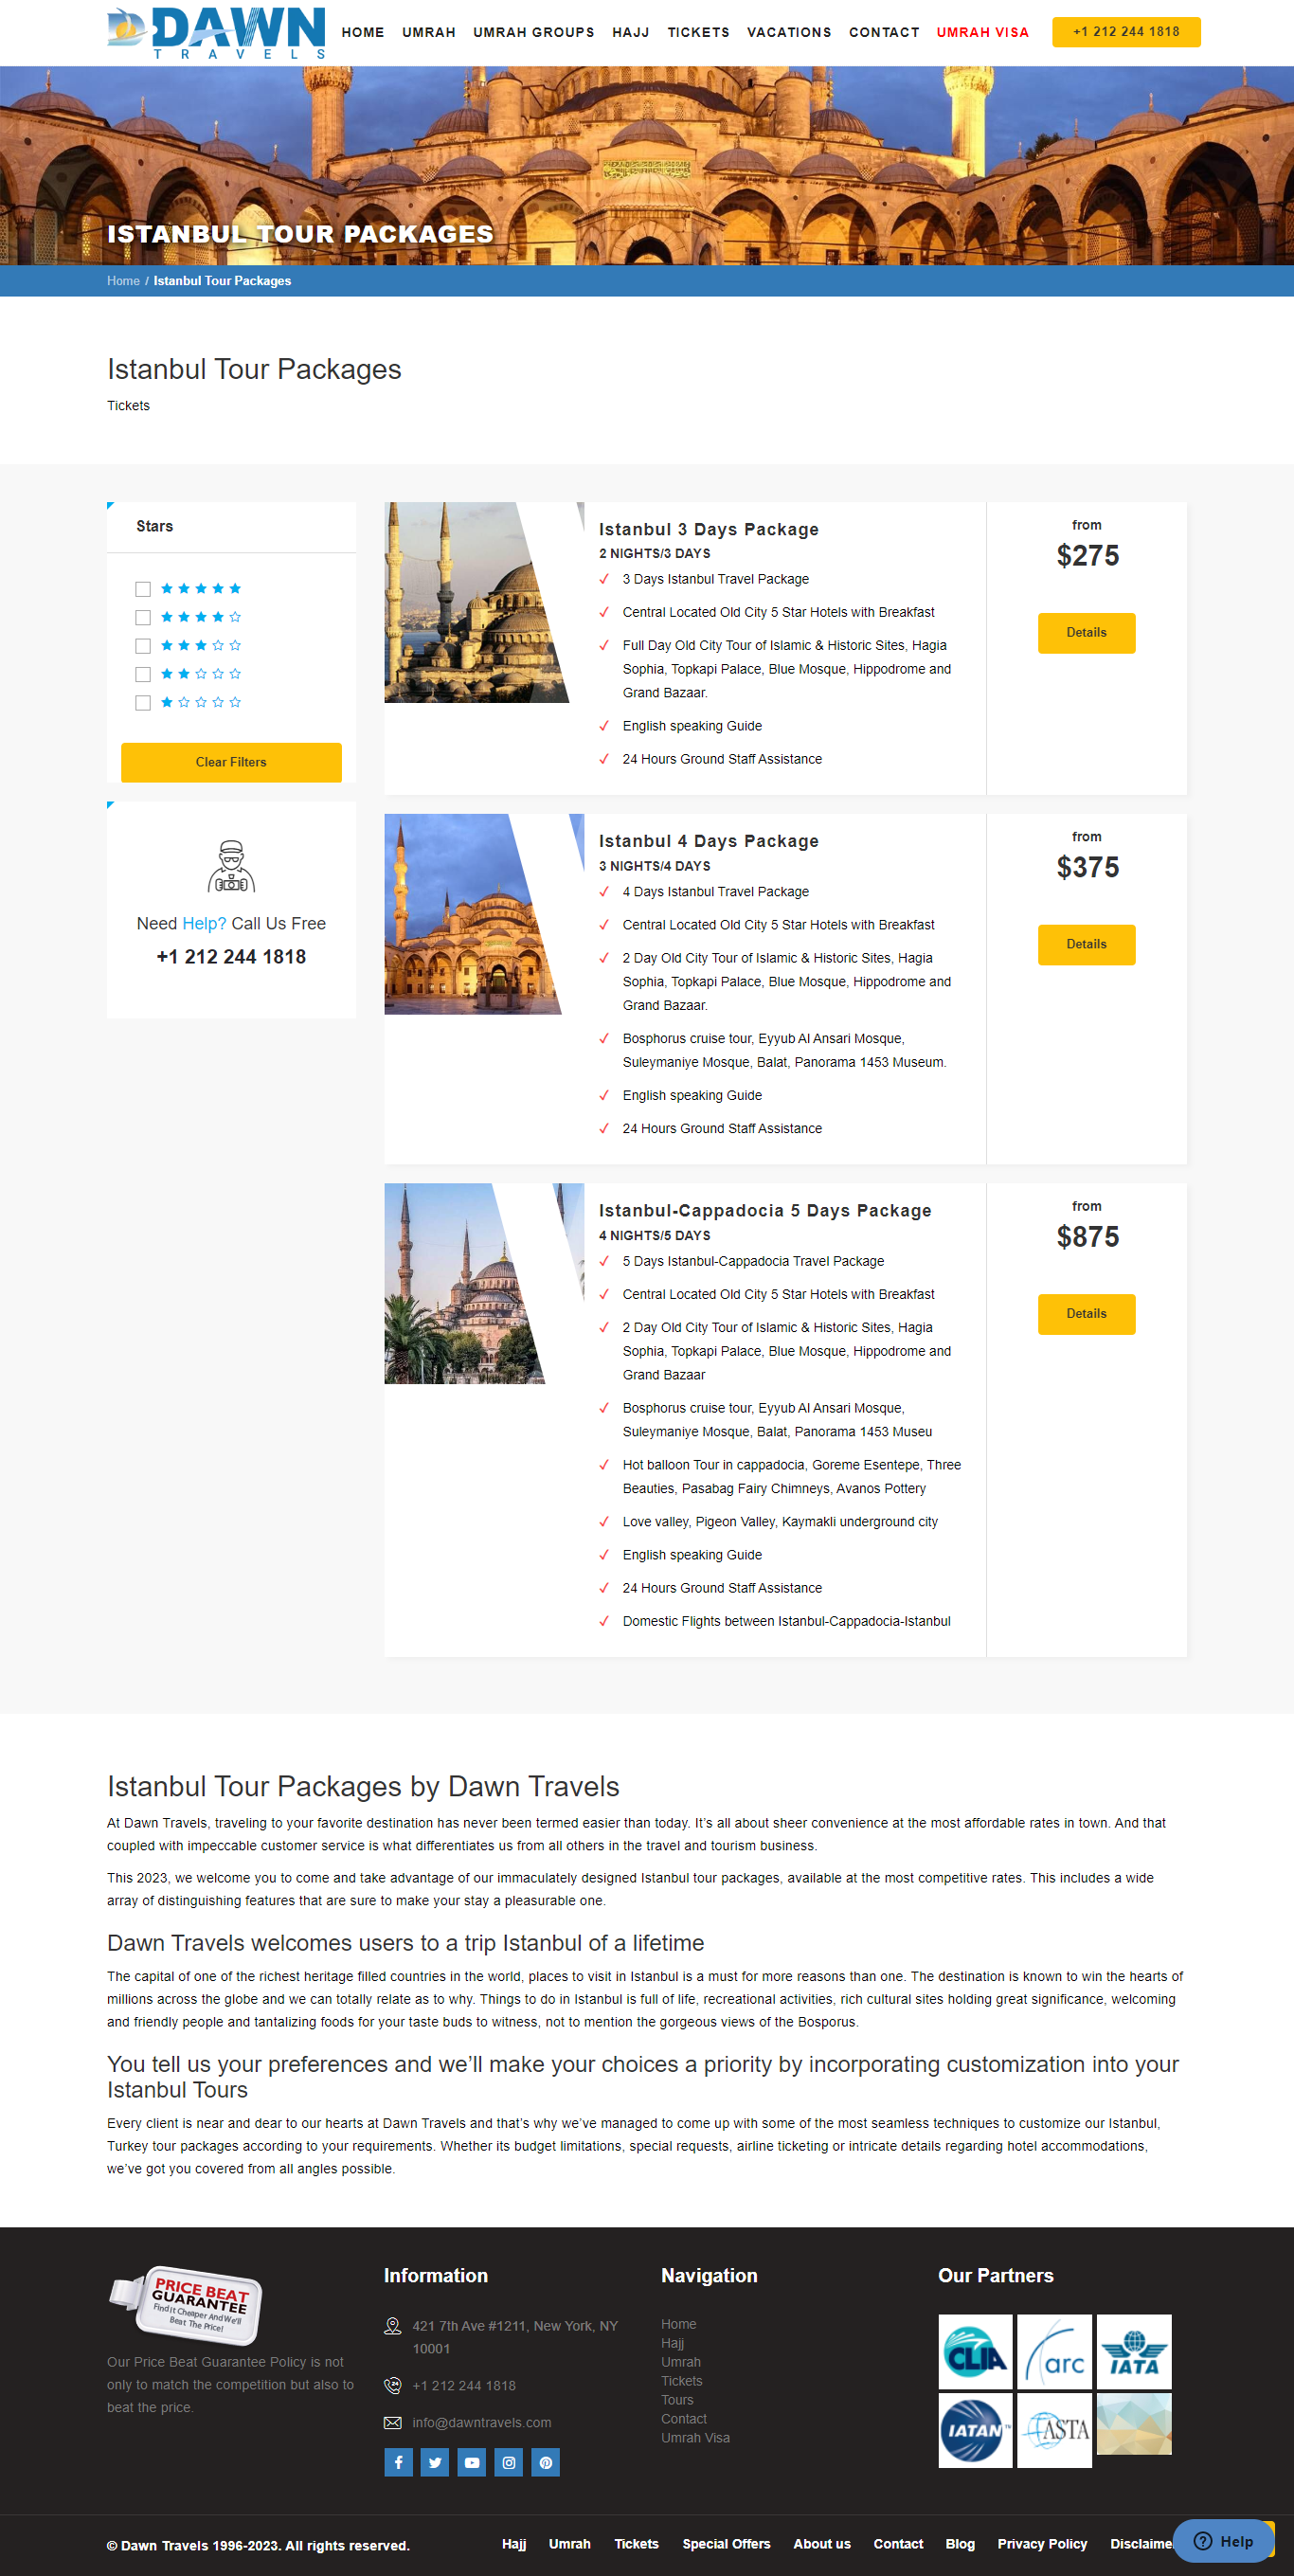 DAWN
TRAVELS
HOME UMRAH UMRAH GROUPS HAJJ TICKETS VACATIONS CONTACT UMRAH VISA +1 212 244 1818
ISTANBUL TOUR PACKAGES
Home / Istanbul Tour Packages
Istanbul Tour Packages
Tickets
Stars
Clear Filters
Need Help? Call Us Free
+1 212 244 1818
Istanbul 3 Days Package
2 NIGHTS/3 DAYS
3 Days Istanbul Travel Package
Central Located Old City 5 Star Hotels with Breakfast
Full Day Old City Tour of Islamic & Historic Sites, Hagia
Sophia, Topkapi Palace, Blue Mosque, Hippodrome and
Grand Bazaar.
English speaking Guide
24 Hours Ground Staff Assistance
from
$275
Details
Istanbul 4 Days Package
3 NIGHTS/4 DAYS
4 Days Istanbul Travel Package
Central Located Old City 5 Star Hotels with Breakfast
2 Day Old City Tour of Islamic & Historic Sites, Hagia
Sophia, Topkapi Palace, Blue Mosque, Hippodrome and
Grand Bazaar.
Bosphorus cruise tour, Eyyub Al Ansari Mosque,
Suleymaniye Mosque, Balat, Panorama 1453 Museum.
English speaking Guide
24 Hours Ground Staff Assistance
from
$375
Details
Istanbul-Cappadocia 5 Days Package
4 NIGHTS/5 DAYS
5 Days Istanbul-Cappadocia Travel Package
Central Located Old City 5 Star Hotels with Breakfast
2 Day Old City Tour of Islamic & Historic Sites, Hagia
Sophia, Topkapi Palace, Blue Mosque, Hippodrome and
Grand Bazaar
Bosphorus cruise tour, Eyyub Al Ansari Mosque,
Suleymaniye Mosque, Balat, Panorama 1453 Museu
Hot balloon Tour in cappadocia, Goreme Esentepe, Three
Beauties, Pasabag Fairy Chimneys, Avanos Pottery
Love valley, Pigeon Valley, Kaymakli underground city
English speaking Guide
24 Hours Ground Staff Assistance
Domestic Flights between Istanbul-Cappadocia-Istanbul
from
$875
Details
Istanbul Tour Packages by Dawn Travels
At Dawn Travels, traveling to your favorite destination has never been termed easier than today. It's all about sheer convenience at the most affordable rates in town. And that
coupled with impeccable customer service is what differentiates us from all others in the travel and tourism business.
This 2023, we welcome you to come and take advantage of our immaculately designed Istanbul tour packages, available at the most competitive rates. This includes a wide
array of distinguishing features that are sure to make your stay a pleasurable one.
Dawn Travels welcomes users to a trip Istanbul of a lifetime
The capital of one of the richest heritage filled countries in the world, places to visit in Istanbul is a must for more reasons than one. The destination is known to win the hearts of
millions across the globe and we can totally relate as to why. Things to do in Istanbul is full of life, recreational activities, rich cultural sites holding great significance, welcoming
and friendly people and tantalizing foods for your taste buds to witness, not to mention the gorgeous views of the Bosporus.
You tell us your preferences and we'll make your choices a priority by incorporating customization into your
Istanbul Tours
Every client is near and dear to our hearts at Dawn Travels and that's why we've managed to come up with some of the most seamless techniques to customize our Istanbul,
Turkey tour packages according to your requirements. Whether its budget limitations, special requests, airline ticketing or intricate details regarding hotel accommodations,
we've got you covered from all angles possible.
PRICE BEAT
GUARANTEE
Find It Cheaper And We'll
Beat The Price!
Our Price Beat Guarantee Policy is not
only to match the competition but also to
beat the price.
Information
421 7th Ave #1211, New York, NY
10001
+1 212 244 1818
info@dawntravels.com
Navigation
Home
Hajj
Umrah
Tickets
Tours
Contact
Umrah Visa
Our Partners
CLIA arc IATA
IATAN ASTA
© Dawn Travels 1996-2023. All rights reserved.
Hajj Umrah Tickets Special Offers About us Contact Blog Privacy Policy Disclaime
Help